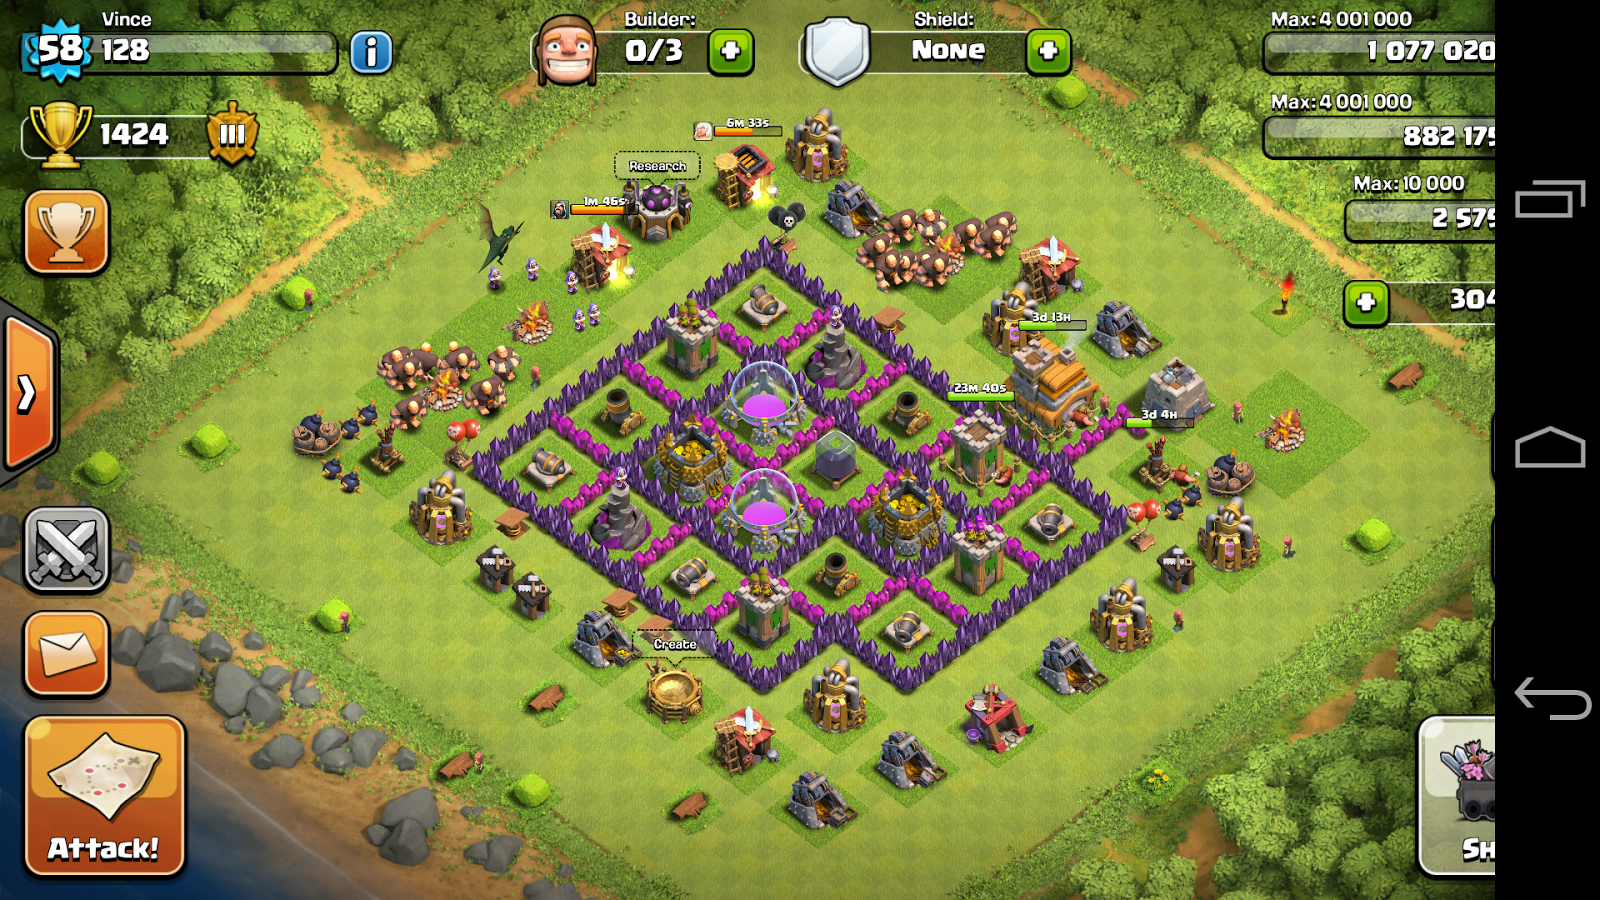 Vince
58
128
Builder:
0/3
Shield:
None
Max: 4 001 000
1 077 020
Max: 4 001 000
882 175
Max: 10 000
2 575
304
1424
III
6m 33s
Research
1m 46s
3d 13h
23m 40s
3d 4h
Create
Attack!
Sh